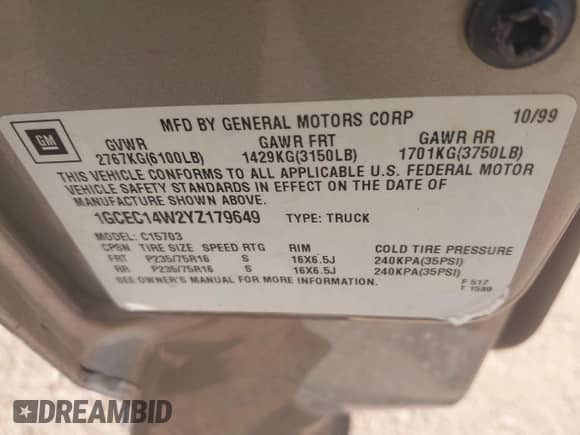 GM
MFD BY GENERAL MOTORS CORP 10/99
GVWR GAWR FRT GAWR RR
2767KG(6100LB) 1429KG(3150LB) 1701KG(3750LB)
THIS VEHICLE CONFORMS TO ALL APPLICABLE U.S. FEDERAL MOTOR
VEHICLE SAFETY STANDARDS IN EFFECT ON THE DATE OF
MANUFACTURE SHOWN ABOVE.
1GCEC14W2YZ179649 TYPE: TRUCK
MODEL: C15703
CPSN TIRE SIZE SPEED RTG RIM COLD TIRE PRESSURE
FRT P235/75R16 S 16X6.5J 240KPA(35PSI)
RR P235/75R16 S 16X6.5J 240KPA(35PSI)
SEE OWNER'S MANUAL FOR MORE INFORMATION.
F 517
T 1580
DREAMBID